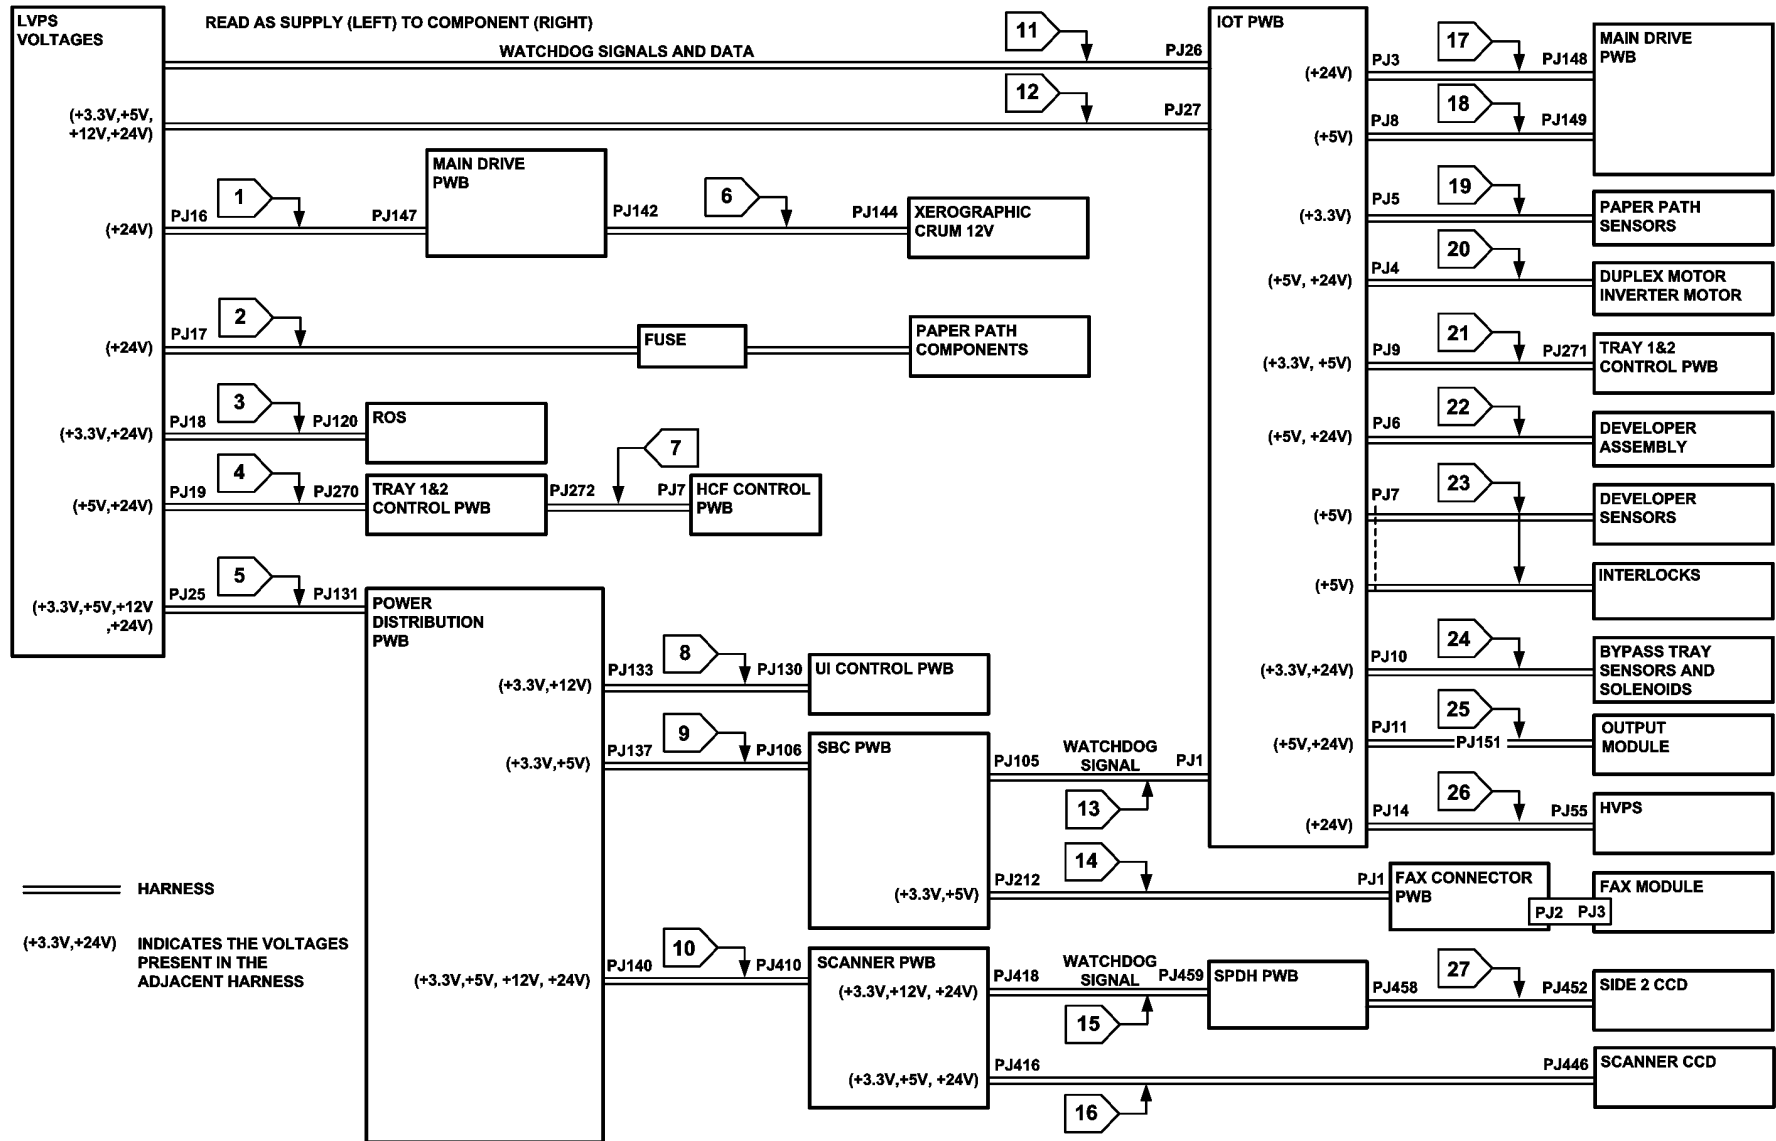 LVPS
VOLTAGES
READ AS SUPPLY (LEFT) TO COMPONENT (RIGHT)
WATCHDOG SIGNALS AND DATA
11
PJ26
12
PJ27
(+3.3V,+5V,
+12V,+24V)
1
PJ16
PJ147
(+24V)
MAIN DRIVE
PWB
PJ142
6
PJ144
XEROGRAPHIC
CRUM 12V
2
PJ17
(+24V)
FUSE
PAPER PATH
COMPONENTS
3
PJ18
PJ120
(+3.3V,+24V)
ROS
4
PJ19
PJ270
(+5V,+24V)
TRAY 1&2
CONTROL PWB
PJ272
7
PJ7
HCF CONTROL
PWB
5
PJ25
PJ131
(+3.3V,+5V,+12V
,+24V)
POWER
DISTRIBUTION
PWB
PJ133
8
PJ130
(+3.3V,+12V)
UI CONTROL PWB
PJ137
9
PJ106
(+3.3V,+5V)
SBC PWB
PJ105
WATCHDOG
SIGNAL
PJ1
13
14
PJ212
(+3.3V,+5V)
PJ1
FAX CONNECTOR
PWB
PJ2
PJ3
FAX MODULE
PJ140
10
PJ410
(+3.3V,+5V, +12V, +24V)
SCANNER PWB
(+3.3V,+12V, +24V)
PJ418
WATCHDOG
SIGNAL
PJ459
15
SPDH PWB
PJ458
27
PJ452
SIDE 2 CCD
(+3.3V,+5V, +24V)
PJ416
16
PJ446
SCANNER CCD
IOT PWB
(+24V)
PJ3
17
PJ148
MAIN DRIVE
PWB
(+5V)
PJ8
18
PJ149
(+3.3V)
PJ5
19
PAPER PATH
SENSORS
(+5V, +24V)
PJ4
20
DUPLEX MOTOR
INVERTER MOTOR
(+3.3V, +5V)
PJ9
21
PJ271
TRAY 1&2
CONTROL PWB
(+5V, +24V)
PJ6
22
DEVELOPER
ASSEMBLY
(+5V)
PJ7
23
DEVELOPER
SENSORS
(+5V)
INTERLOCKS
(+3.3V,+24V)
PJ10
24
BYPASS TRAY
SENSORS AND
SOLENOIDS
(+5V,+24V)
PJ11
PJ151
25
OUTPUT
MODULE
(+24V)
PJ14
26
PJ55
HVPS
HARNESS
(+3.3V,+24V)
INDICATES THE VOLTAGES
PRESENT IN THE
ADJACENT HARNESS